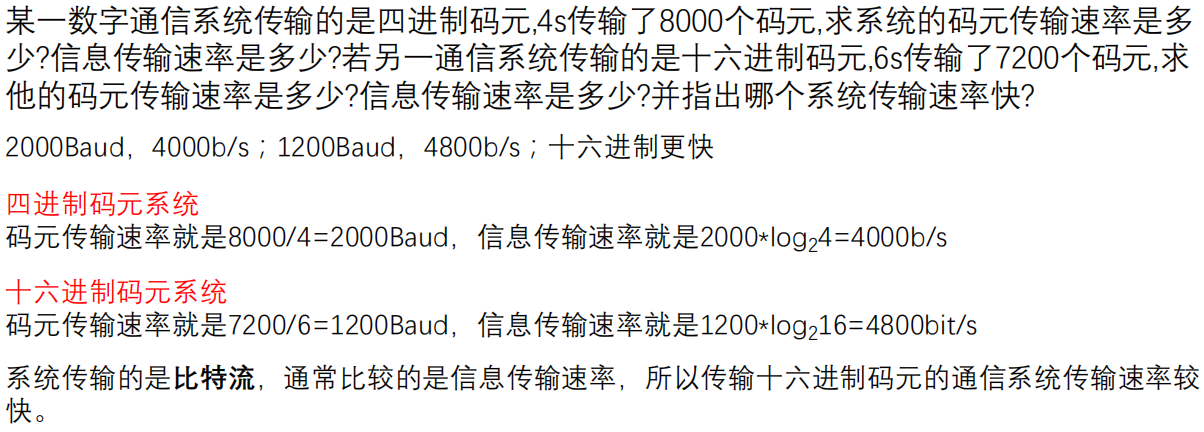 某一数字通信系统传输的是四进制码元,4s传输了8000个码元,求系统的码元传输速率是多
少?信息传输速率是多少?若另一通信系统传输的是十六进制码元,6s传输了7200个码元,求
他的码元传输速率是多少?信息传输速率是多少?并指出哪个系统传输速率快?
2000Baud，4000b/s；1200Baud，4800b/s；十六进制更快
四进制码元系统
码元传输速率就是8000/4=2000Baud，信息传输速率就是2000*log₂4=4000b/s
十六进制码元系统
码元传输速率就是7200/6=1200Baud，信息传输速率就是1200*log₂16=4800bit/s
系统传输的是比特流，通常比较的是信息传输速率，所以传输十六进制码元的通信系统传输速率较
快。